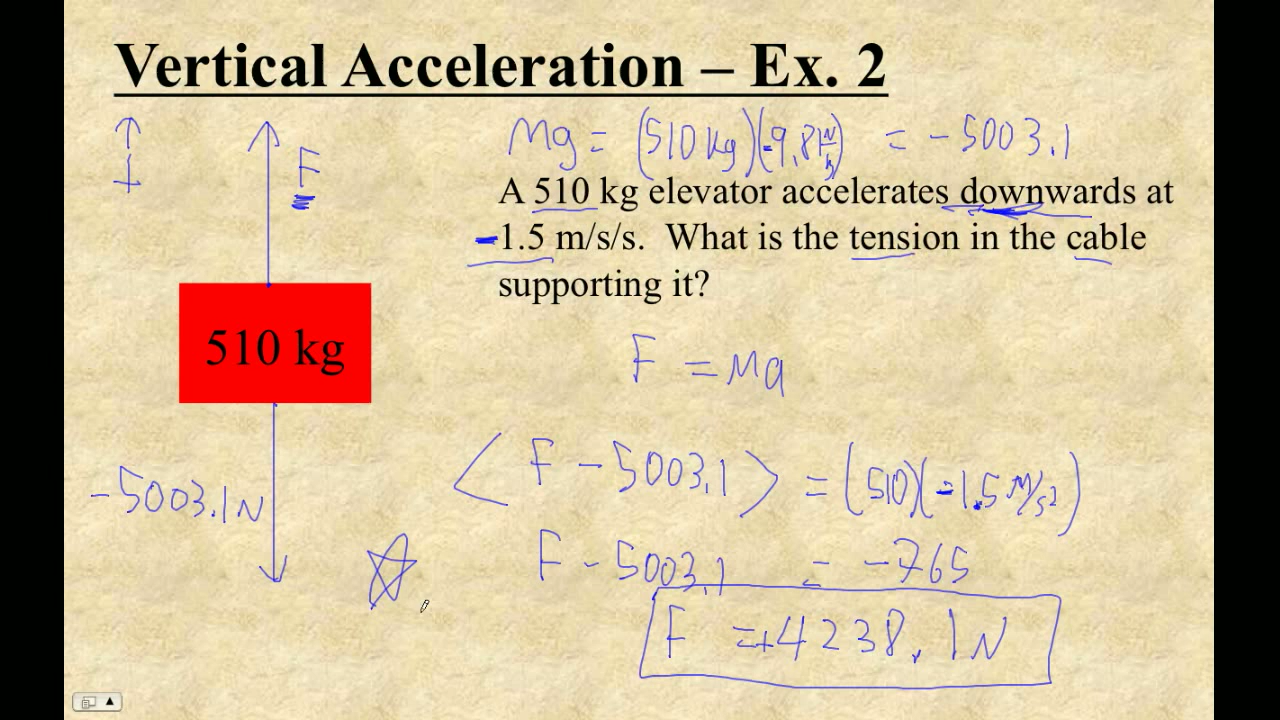 Vertical Acceleration – Ex. 2
Mg = (510 kg)(-9.81 N/kg) = -5003.1
A 510 kg elevator accelerates downwards at
-1.5 m/s/s. What is the tension in the cable
supporting it?
+
F
510 kg
-5003.1N
F = Ma
< F - 5003.1 > = (510)(-1.5 M/s²)
F - 5003.1 = -765
F = +4238.1N